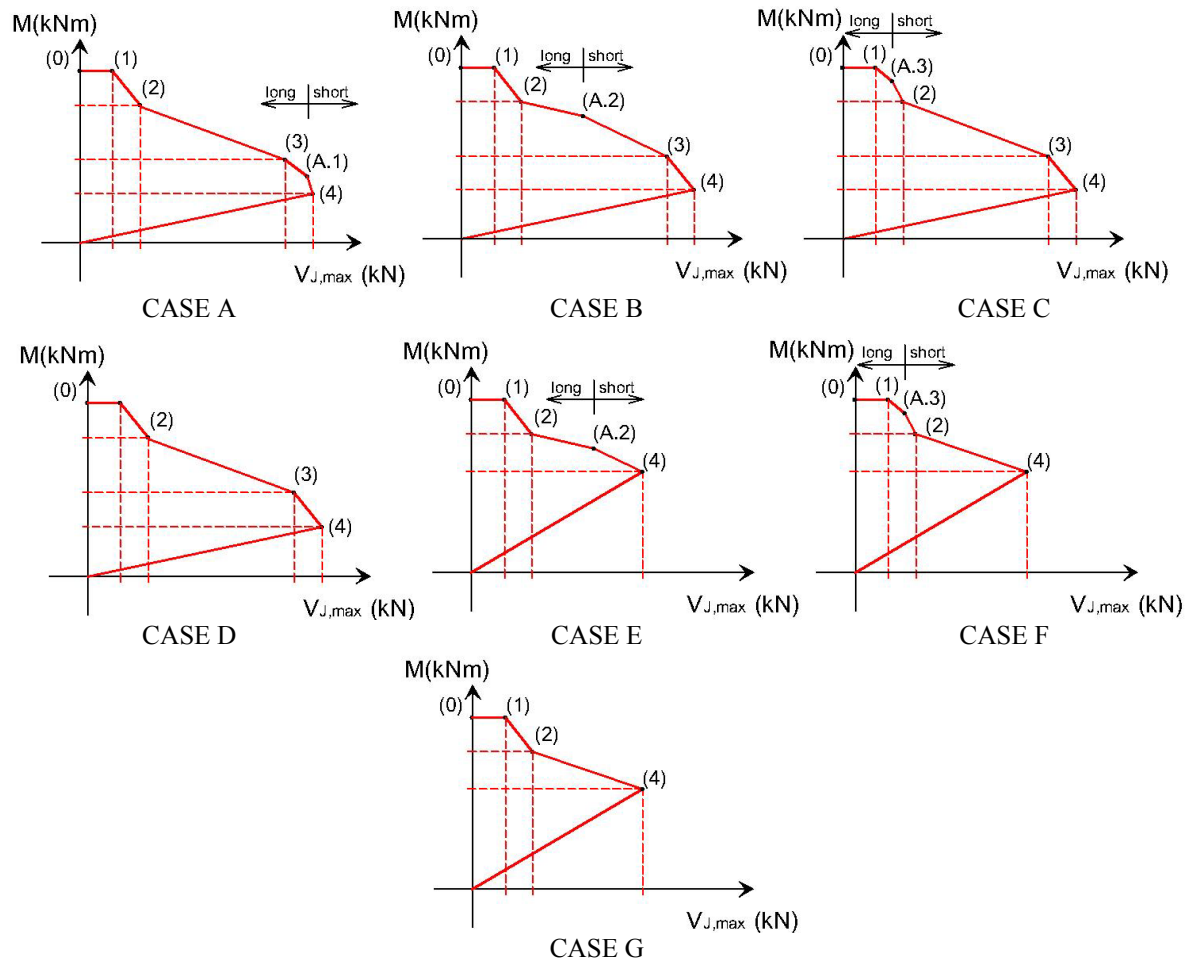 M(kNm)
(0)
(1)
(2)
long
short
(3)
(A.1)
(4)
VJ,max (kN)
CASE A
M(kNm)
(0)
(1)
(2)
long
short
(A.2)
(3)
(4)
VJ,max (kN)
CASE B
M(kNm)
long
short
(0)
(1)
(A.3)
(2)
(3)
(4)
VJ,max (kN)
CASE C
M(kNm)
(0)
(2)
(3)
(4)
VJ,max (kN)
CASE D
M(kNm)
(0)
(1)
(2)
long
short
(A.2)
(4)
VJ,max (kN)
CASE E
M(kNm)
long
short
(0)
(1)
(A.3)
(2)
(4)
VJ,max (kN)
CASE F
M(kNm)
(0)
(1)
(2)
(4)
VJ,max (kN)
CASE G